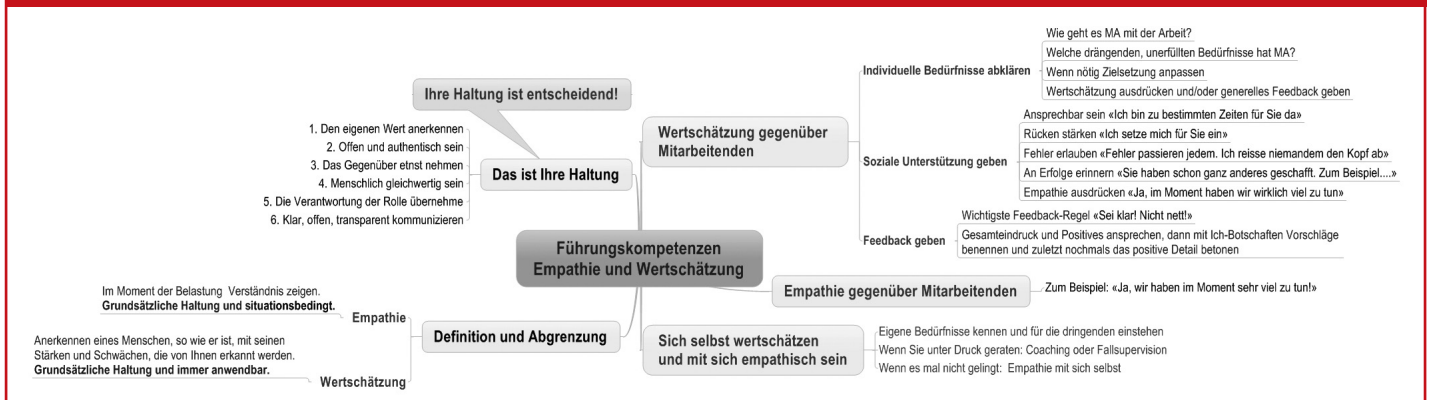 Führungskompetenzen
Empathie und Wertschätzung
Ihre Haltung ist entscheidend!
Das ist Ihre Haltung
1. Den eigenen Wert anerkennen
2. Offen und authentisch sein
3. Das Gegenüber etnst nehmen
4. Menschlich gleichwertig sein
5. Die Verantwortung der Rolle übernehme
6. Klar, offen, transparent kommunizieren
Definition und Abgrenzung
Empathie
Im Moment der Belastung Verständnis zeigen.
Grundsätzliche Haltung und situationsbedingt.
Wertschätzung
Anerkennen eines Menschen, so wie er ist, mit seinen
Stärken und Schwächen, die von Ihnen erkannt werden.
Grundsätzliche Haltung und immer anwendbar.
Wertschätzung gegenüber
Mitarbeitenden
Individuelle Bedürfnisse abklären
Wie geht es MA mit der Arbeit?
Welche drängenden, unerfüllten Bedürfnisse hat MA?
Wenn nötig Zielsetzung anpassen
Wertschätzung ausdrücken und/oder generelles Feedback geben
Soziale Unterstützung geben
Ansprechbar sein «Ich bin zu bestimmten Zeiten für Sie da»
Rücken stärken «Ich setze mich für Sie ein»
Fehler erlauben «Fehler passieren jedem. Ich reisse niemandem den Kopf ab»
An Erfolge erinnern «Sie haben schon ganz anderes geschafft. Zum Beispiel....»
Empathie ausdrücken «Ja, im Moment haben wir wirklich viel zu tun»
Feedback geben
Wichtigste Feedback-Regel «Sei klar! Nicht nett!»
Gesamteindruck und Positives ansprechen, dann mit Ich-Botschaften Vorschläge
benennen und zuletzt nochmals das positive Detail betonen
Empathie gegenüber Mitarbeitenden
Zum Beispiel: «Ja, wir haben im Moment sehr viel zu tun!»
Sich selbst wertschätzen
und mit sich empathisch sein
Eigene Bedürfnisse kennen und für die dringenden einstehen
Wenn Sie unter Druck geraten: Coaching oder Fallsupervision
Wenn es mal nicht gelingt: Empathie mit sich selbst